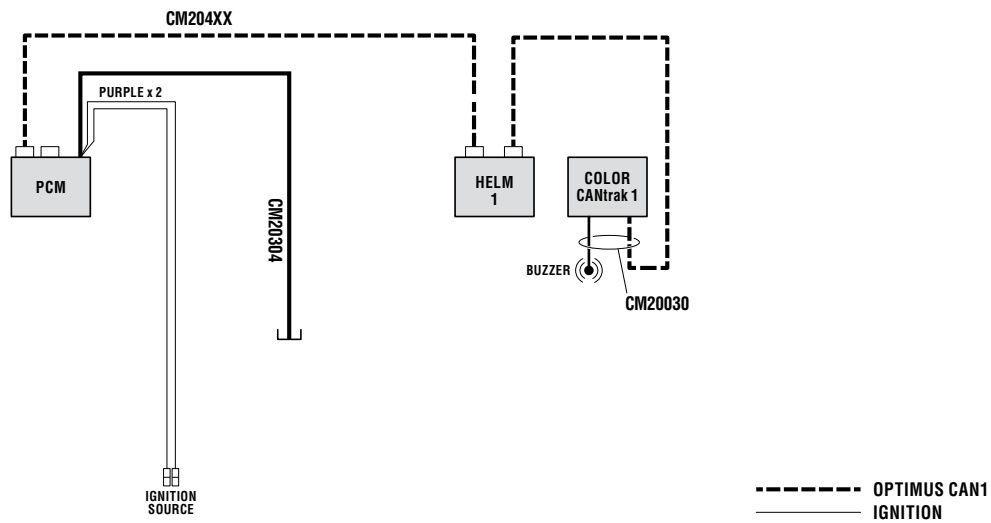 CM204XX
PURPLE x 2
PCM
CM20304
HELM
1
COLOR
CANtrak 1
BUZZER
CM20030
IGNITION
SOURCE
OPTIMUS CAN1
IGNITION